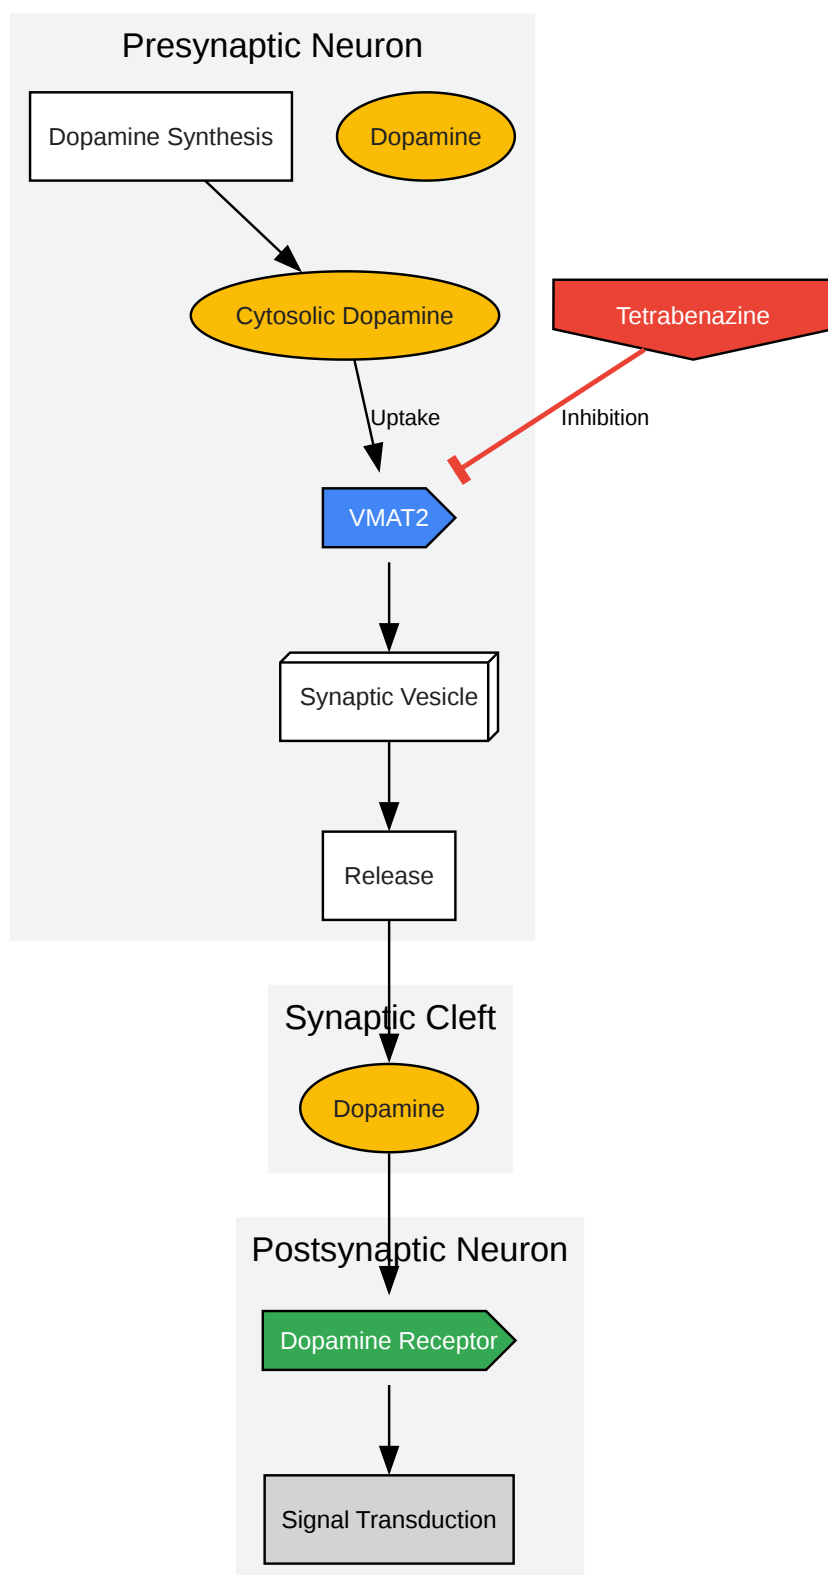 Presynaptic Neuron
Dopamine Synthesis
Dopamine
Cytosolic Dopamine
Tetrabenazine
Uptake
Inhibition
VMAT2
Synaptic Vesicle
Release
Synaptic Cleft
Dopamine
Postsynaptic Neuron
Dopamine Receptor
Signal Transduction